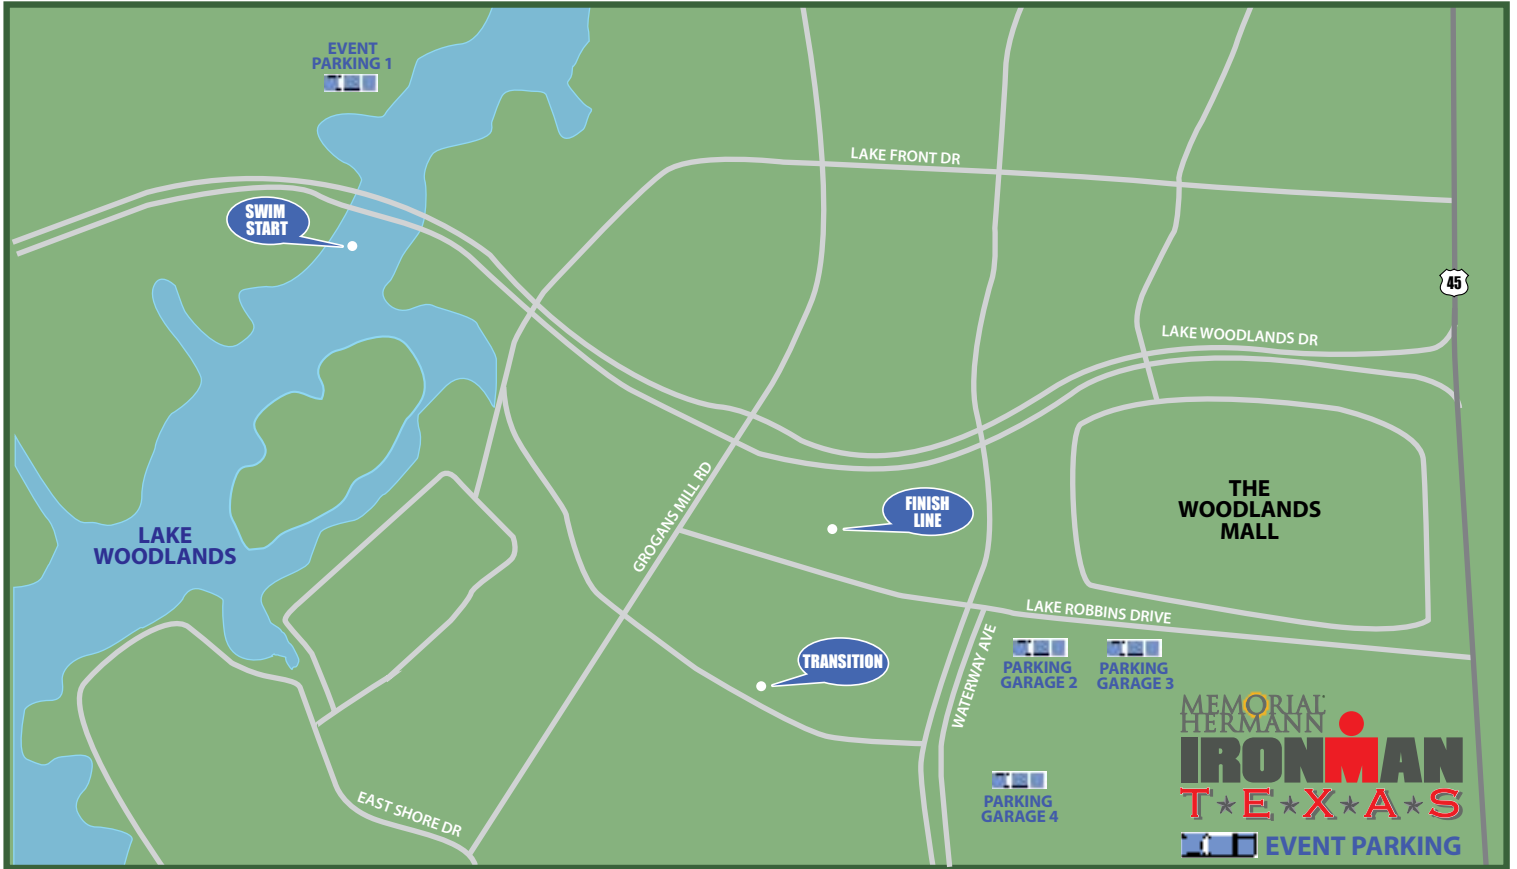 EVENT
PARKING 1
LAKE FRONT DR
SWIM
START
45
LAKE WOODLANDS DR
GROGANS MILL RD
FINISH
LINE
THE
WOODLANDS
MALL
LAKE
WOODLANDS
LAKE ROBBINS DRIVE
TRANSITION
WATERWAY AVE
PARKING
GARAGE 2
PARKING
GARAGE 3
EAST SHORE DR
PARKING
GARAGE 4
MEMORIAL
HERMANN
IRONMAN
T★E★X★A★S
EVENT PARKING